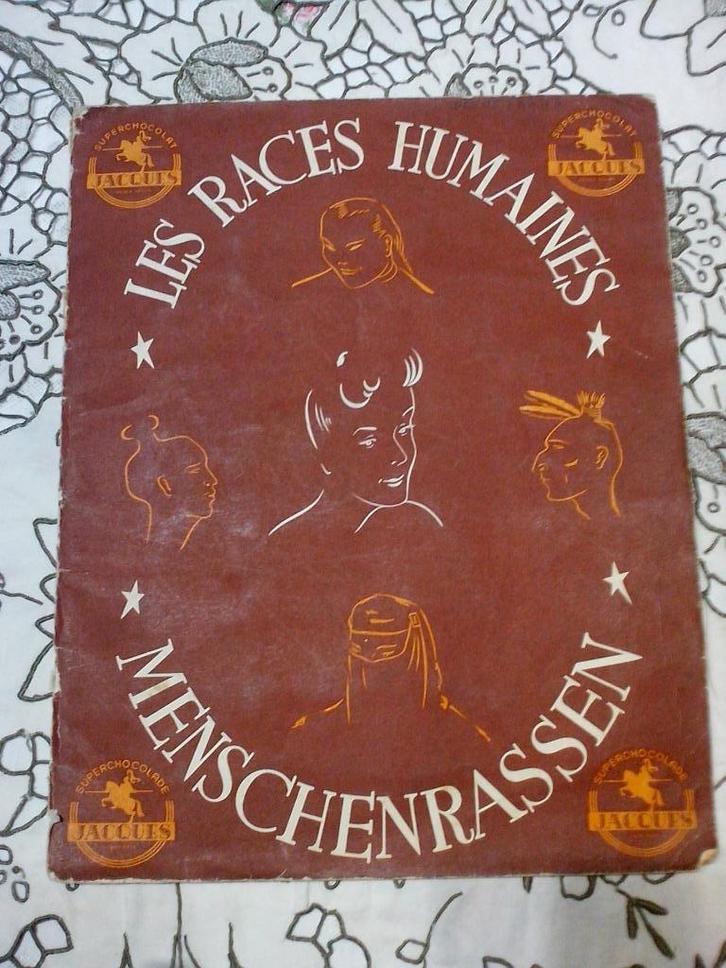 SUPERCHOCOLAT
JACQUES
SUPERCHOCOLAT
JACQUES
LES RACES HUMAINES
MENSCHENRASSEN
SUPERCHOCOLADE
JACQUES
SUPERCHOCOLADE
JACQUES